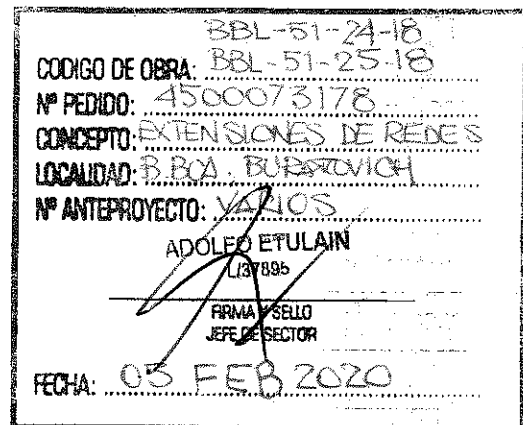 BBL-51-24-18
CODIGO DE OBRA: BBL-51-25-18
Nº PEDIDO: 4500073178
CONCEPTO: EXTENSIONES DE REDES
LOCALIDAD: B.BCA. BURATOVICH
Nº ANTEPROYECTO: VARIOS
ADOLFO ETULAIN
L/37895
FIRMA Y SELLO
JEFE DE SECTOR
FECHA: 05 FEB 2020